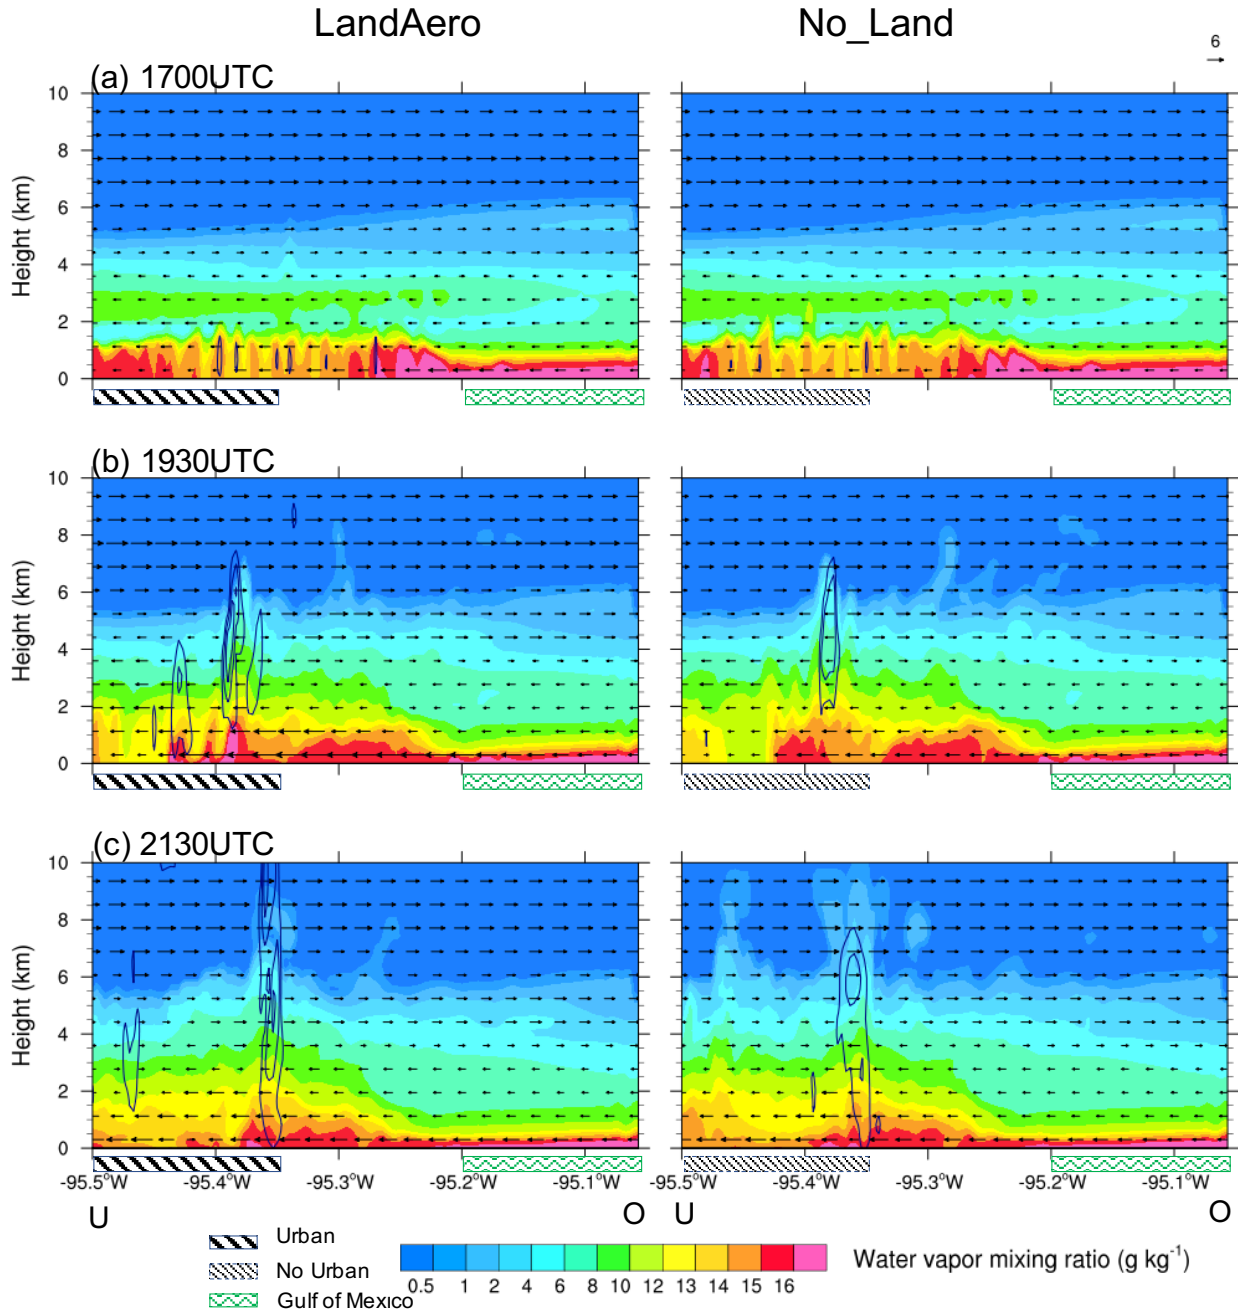 LandAero No_Land
6
(a) 1700UTC
10
8
6
4
2
0
Height (km)
(b) 1930UTC
10
8
6
4
2
0
Height (km)
(c) 2130UTC
10
8
6
4
2
0
Height (km)
-95.5°W -95.4°W -95.3°W -95.2°W -95.1°W -95.5°W -95.4°W -95.3°W -95.2°W -95.1°W
U O U O
Urban
No Urban
Gulf of Mexico
0.5 1 2 4 6 8 10 12 13 14 15 16
Water vapor mixing ratio (g kg⁻¹)